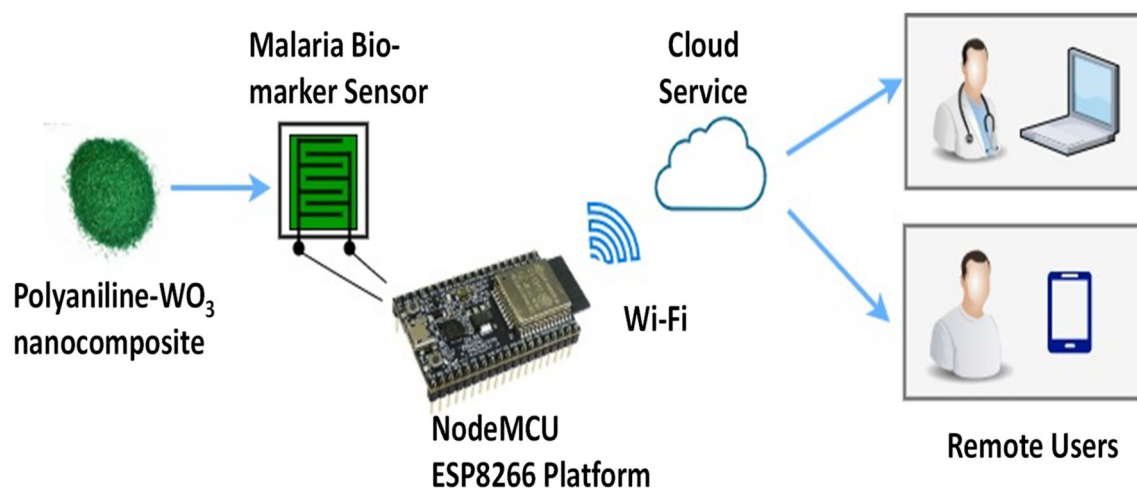 Malaria Bio-
marker Sensor
Cloud
Service
Polyaniline-WO₃
nanocomposite
Wi-Fi
NodeMCU
ESP8266 Platform
Remote Users